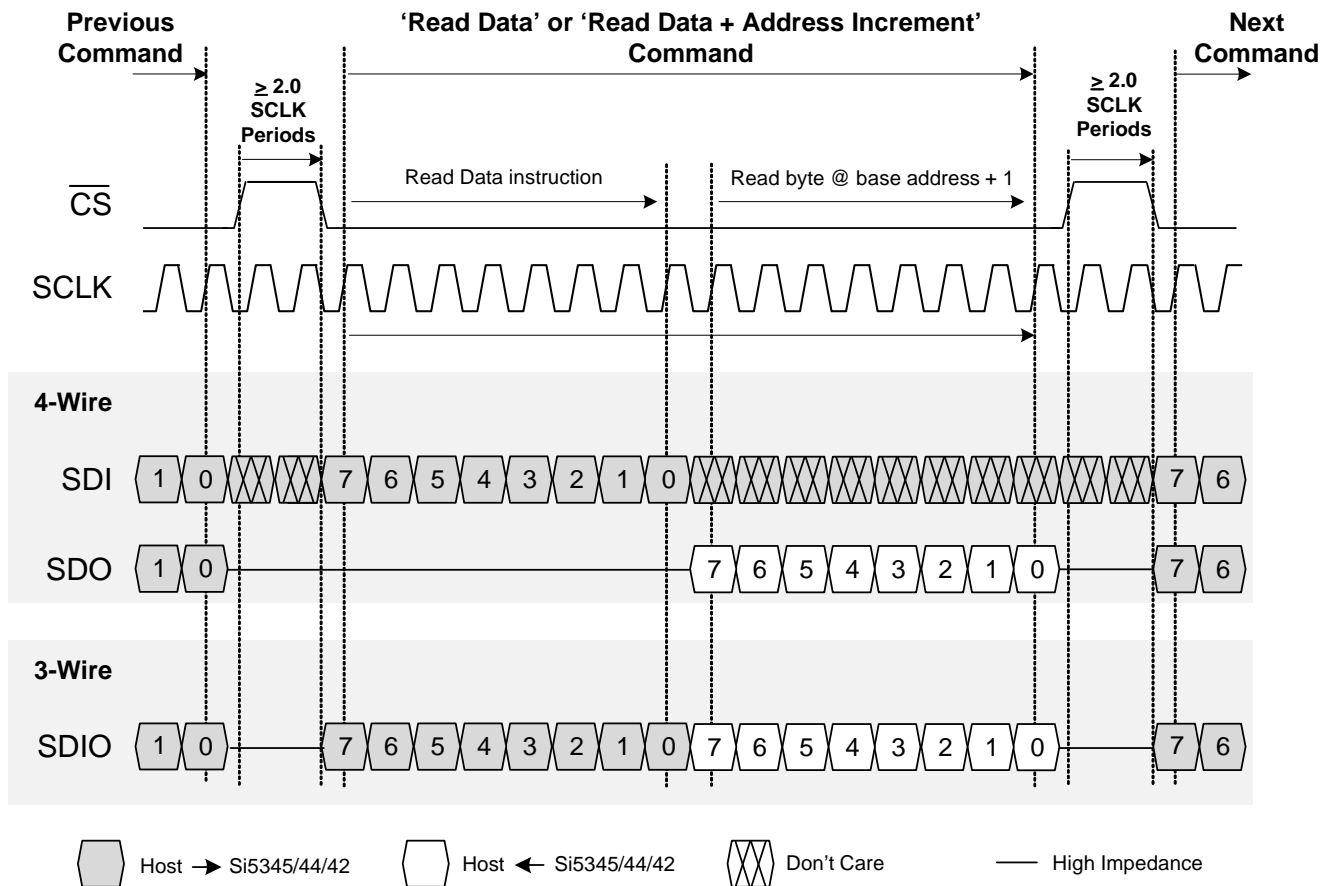 Previous
Command
'Read Data' or 'Read Data + Address Increment'
Command
Next
Command
≥ 2.0
SCLK
Periods
≥ 2.0
SCLK
Periods
Read Data instruction
Read byte @ base address + 1
CS
SCLK
4-Wire
SDI 1 0 7 6 5 4 3 2 1 0 7 6
SDO 1 0 7 6 5 4 3 2 1 0 7 6
3-Wire
SDIO 1 0 7 6 5 4 3 2 1 0 7 6 5 4 3 2 1 0 7 6
Host → Si5345/44/42
Host ← Si5345/44/42
Don't Care
High Impedance